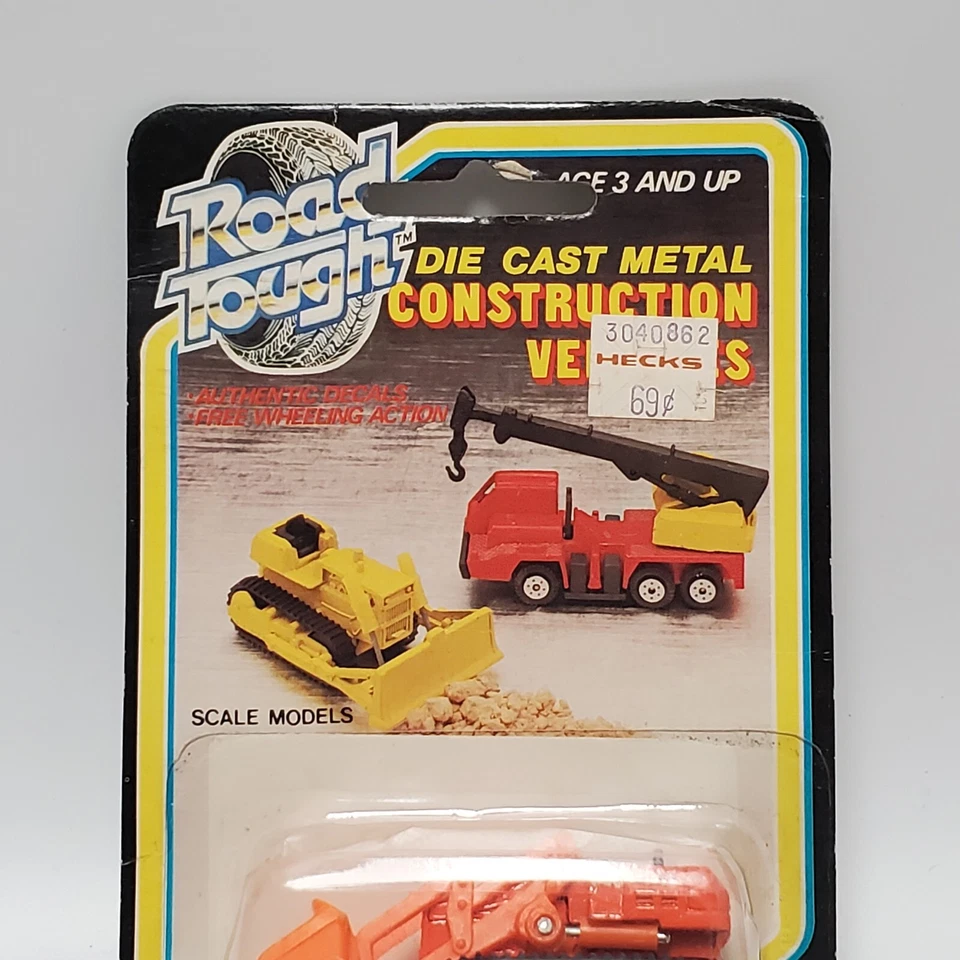 Road
Tough™
AGE 3 AND UP
DIE CAST METAL
CONSTRUCTION
3040862
HECKS
69¢
·AUTHENTIC DECALS
·FREE WHEELING ACTION
SCALE MODELS